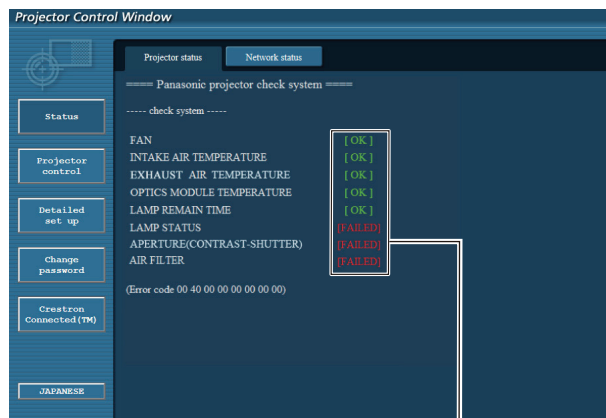 Projector Control Window
Projector status
Network status
==== Panasonic projector check system ====
----- check system -----
FAN [ OK ]
INTAKE AIR TEMPERATURE [ OK ]
EXHAUST AIR TEMPERATURE [ OK ]
OPTICS MODULE TEMPERATURE [ OK ]
LAMP REMAIN TIME [ OK ]
LAMP STATUS [FAILED]
APERTURE(CONTRAST-SHUTTER) [FAILED]
AIR FILTER [FAILED]
(Error code 00 40 00 00 00 00 00 00)
Status
Projector
control
Detailed
set up
Change
password
Crestron
Connected(TM)
JAPANESE